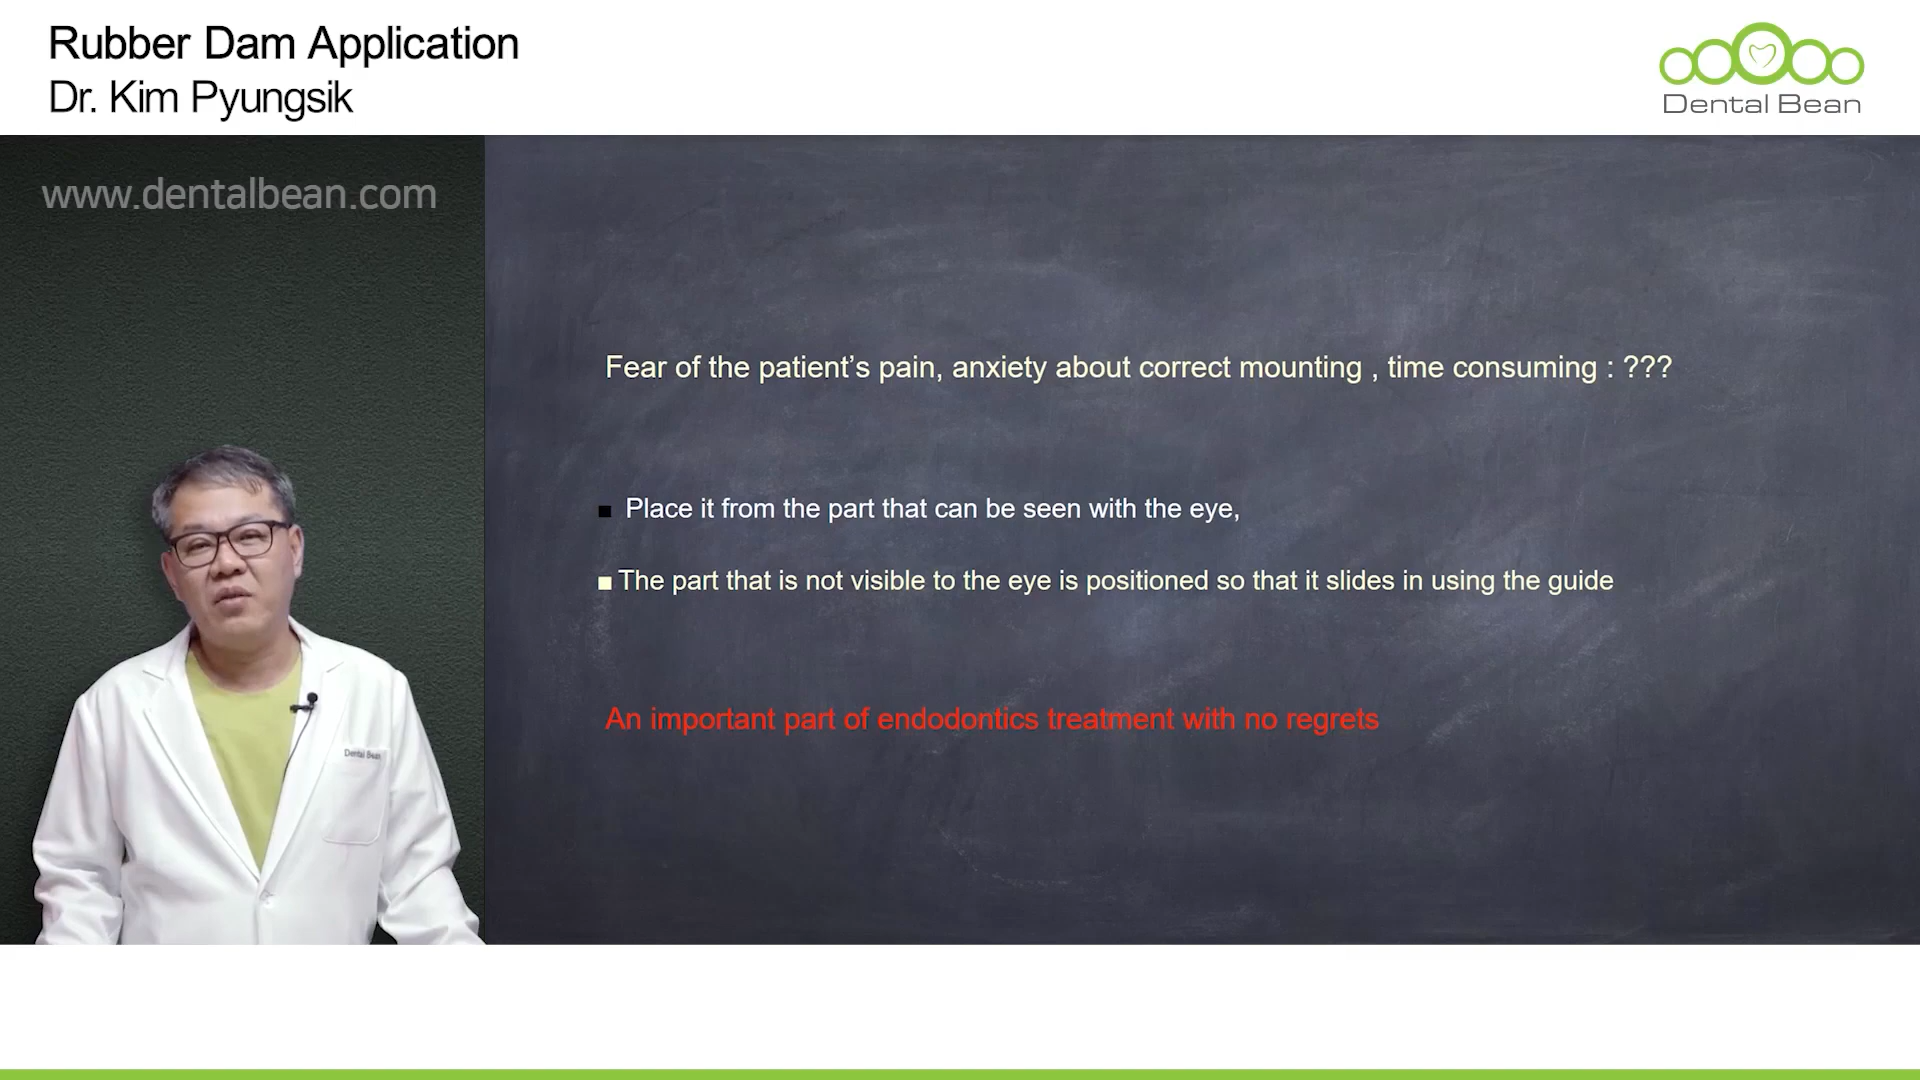 Rubber Dam Application
Dr. Kim Pyungsik
Dental Bean
www.dentalbean.com
Fear of the patient’s pain, anxiety about correct mounting , time consuming : ???
Place it from the part that can be seen with the eye,
The part that is not visible to the eye is positioned so that it slides in using the guide
An important part of endodontics treatment with no regrets
Dental Bean